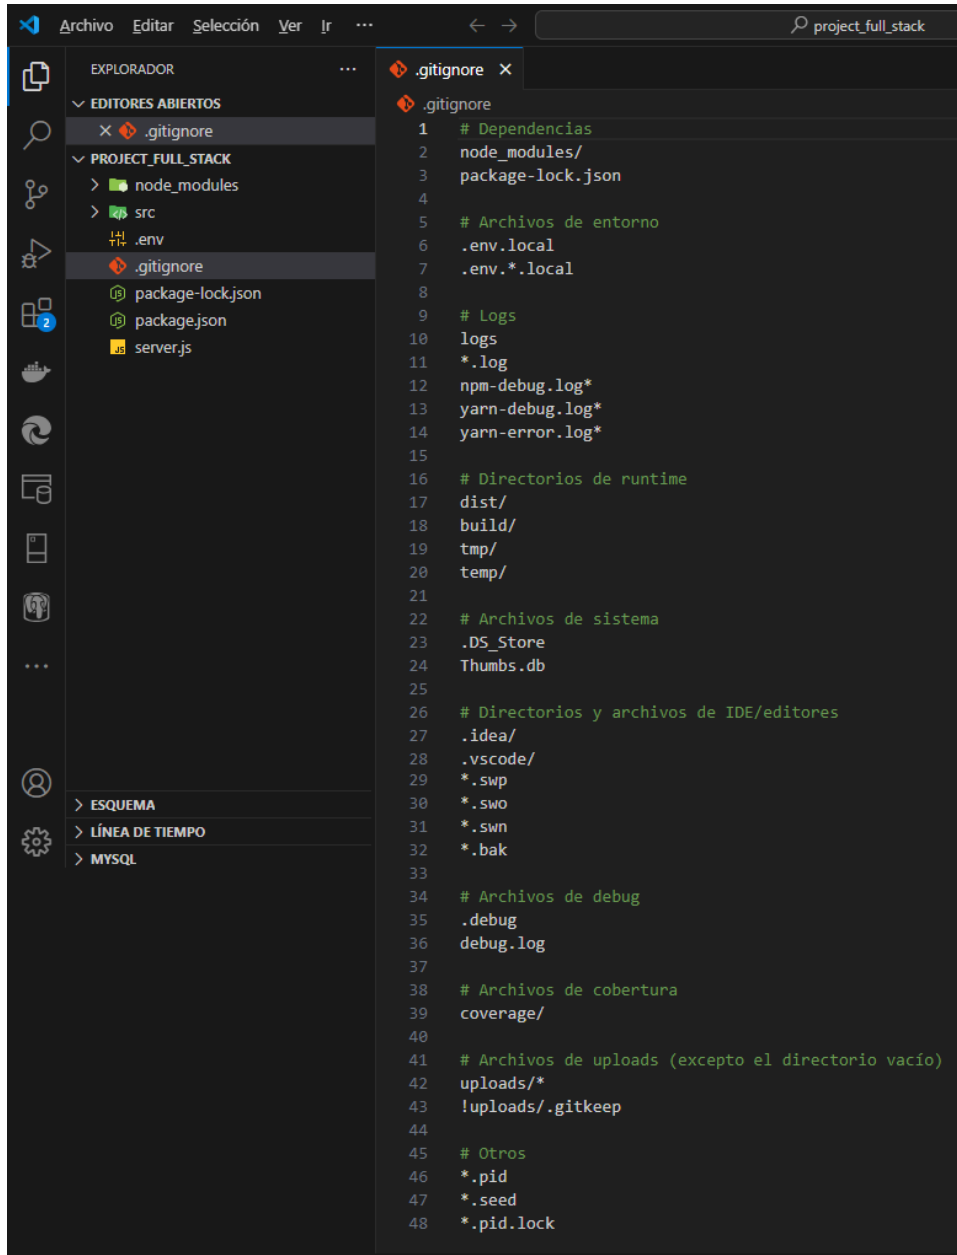 Archivo Editar Selección Ver Ir ··· project_full_stack
EXPLORADOR ···
EDITORES ABIERTOS
.gitignore
PROJECT_FULL_STACK
node_modules
src
.env
.gitignore
package-lock.json
package.json
server.js
2
ESQUEMA
LÍNEA DE TIEMPO
MYSQL
.gitignore
.gitignore
1 # Dependencias
2 node_modules/
3 package-lock.json
4
5 # Archivos de entorno
6 .env.local
7 .env.*.local
8
9 # Logs
10 logs
11 *.log
12 npm-debug.log*
13 yarn-debug.log*
14 yarn-error.log*
15
16 # Directorios de runtime
17 dist/
18 build/
19 tmp/
20 temp/
21
22 # Archivos de sistema
23 .DS_Store
24 Thumbs.db
25
26 # Directorios y archivos de IDE/editores
27 .idea/
28 .vscode/
29 *.swp
30 *.swo
31 *.swn
32 *.bak
33
34 # Archivos de debug
35 .debug
36 debug.log
37
38 # Archivos de cobertura
39 coverage/
40
41 # Archivos de uploads (excepto el directorio vacío)
42 uploads/*
43 !uploads/.gitkeep
44
45 # Otros
46 *.pid
47 *.seed
48 *.pid.lock